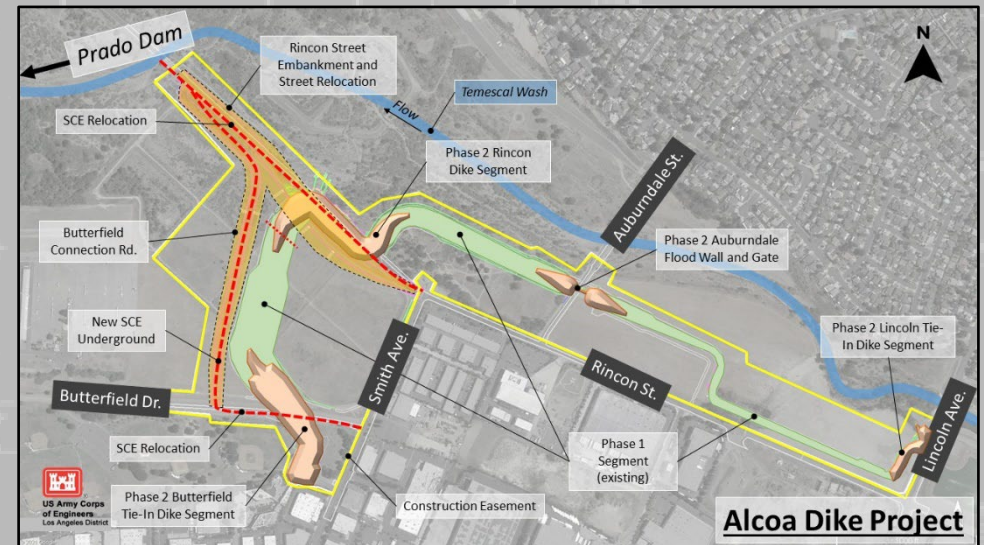 Prado Dam
Rincon Street
Embankment and
Street Relocation
N
SCE Relocation
Temescal Wash
Flow
Phase 2 Rincon
Dike Segment
Auburndale St.
Butterfield
Connection Rd.
Phase 2 Auburndale
Flood Wall and Gate
New SCE
Underground
Smith Ave.
Phase 2 Lincoln Tie-
In Dike Segment
Rincon St.
Butterfield Dr.
Lincoln Ave.
SCE Relocation
Phase 1
Segment
(existing)
US Army Corps
of Engineers
Los Angeles District
Phase 2 Butterfield
Tie-In Dike Segment
Construction Easement
Alcoa Dike Project